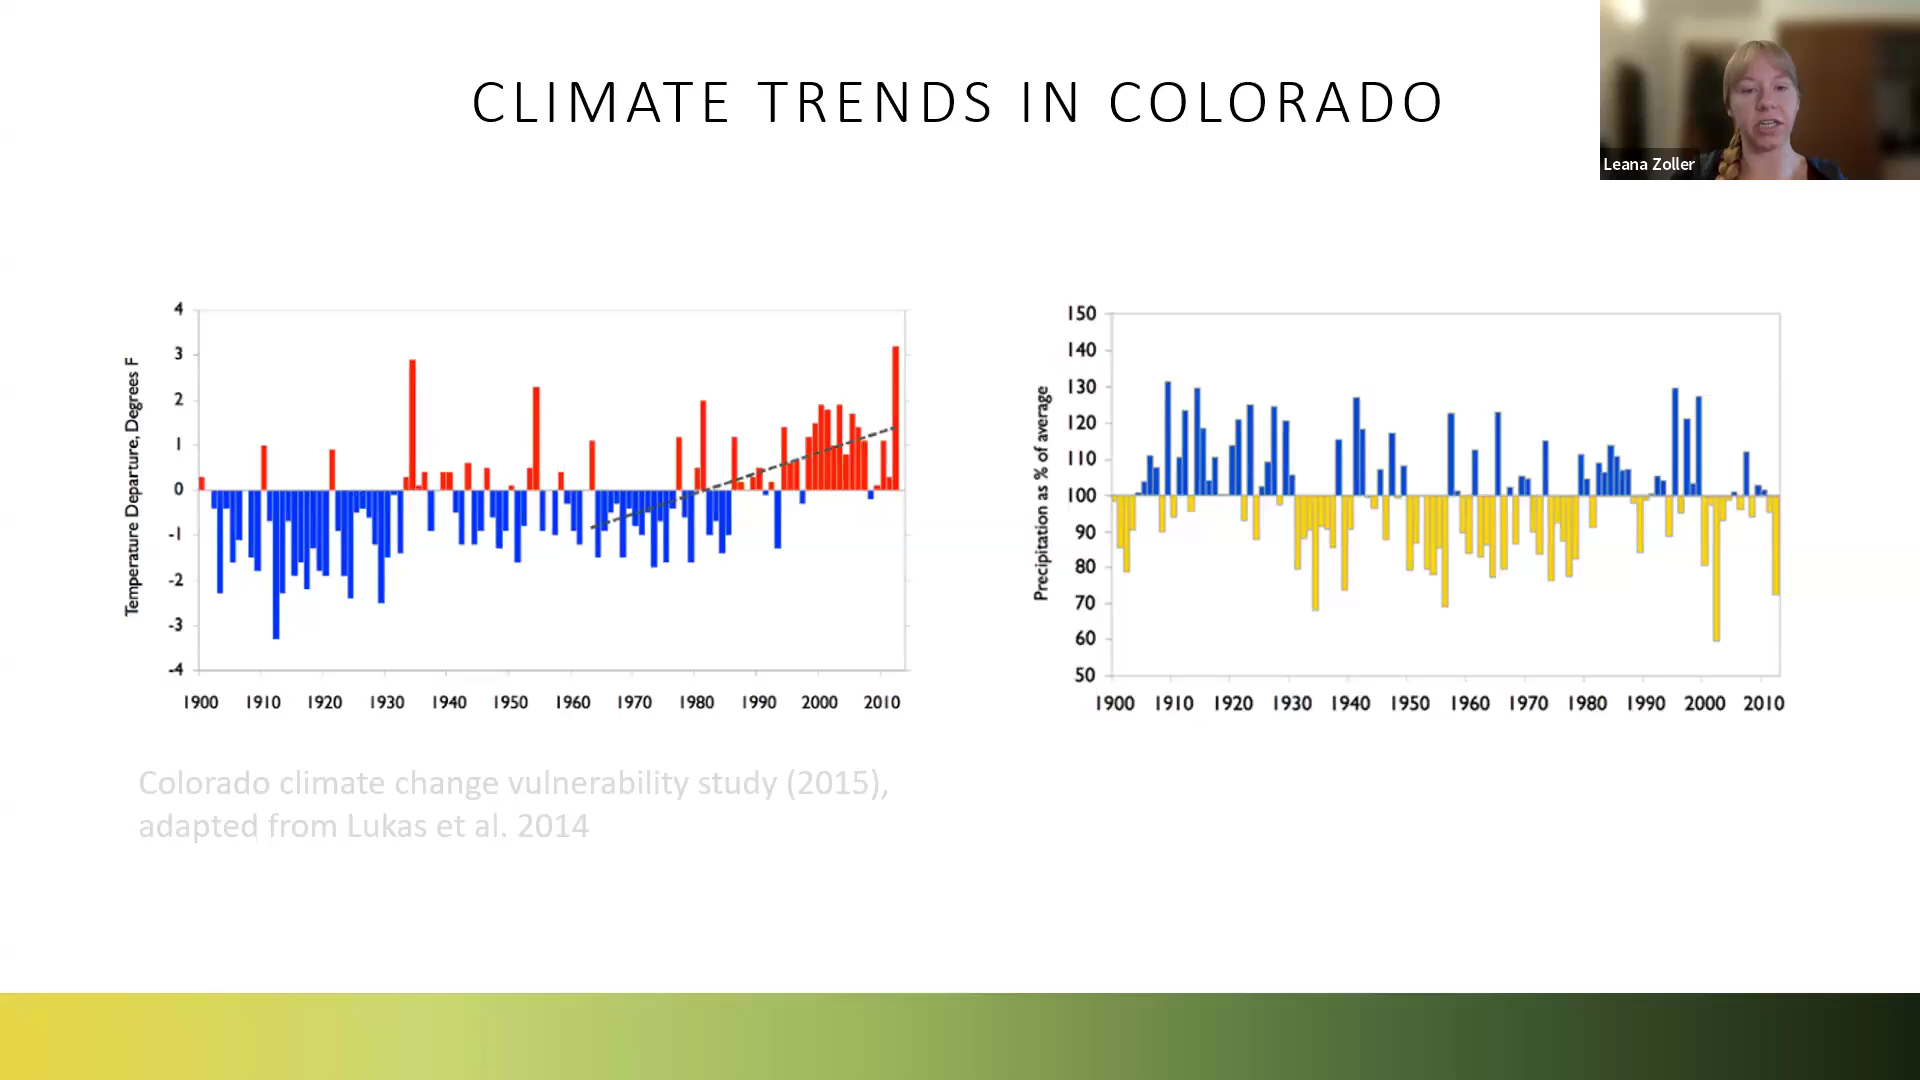 CLIMATE TRENDS IN COLORADO
Leana Zoller
Temperature Departure, Degrees F
4
3
2
1
0
-1
-2
-3
-4
1900 1910 1920 1930 1940 1950 1960 1970 1980 1990 2000 2010
Precipitation as % of average
150
140
130
120
110
100
90
80
70
60
50
1900 1910 1920 1930 1940 1950 1960 1970 1980 1990 2000 2010
Colorado climate change vulnerability study (2015),
adapted from Lukas et al. 2014